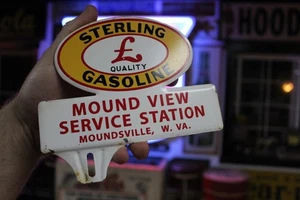 STERLING
£
QUALITY
GASOLINE
MOUND VIEW
SERVICE STATION
MOUNDSVILLE, W. VA.
HOOD